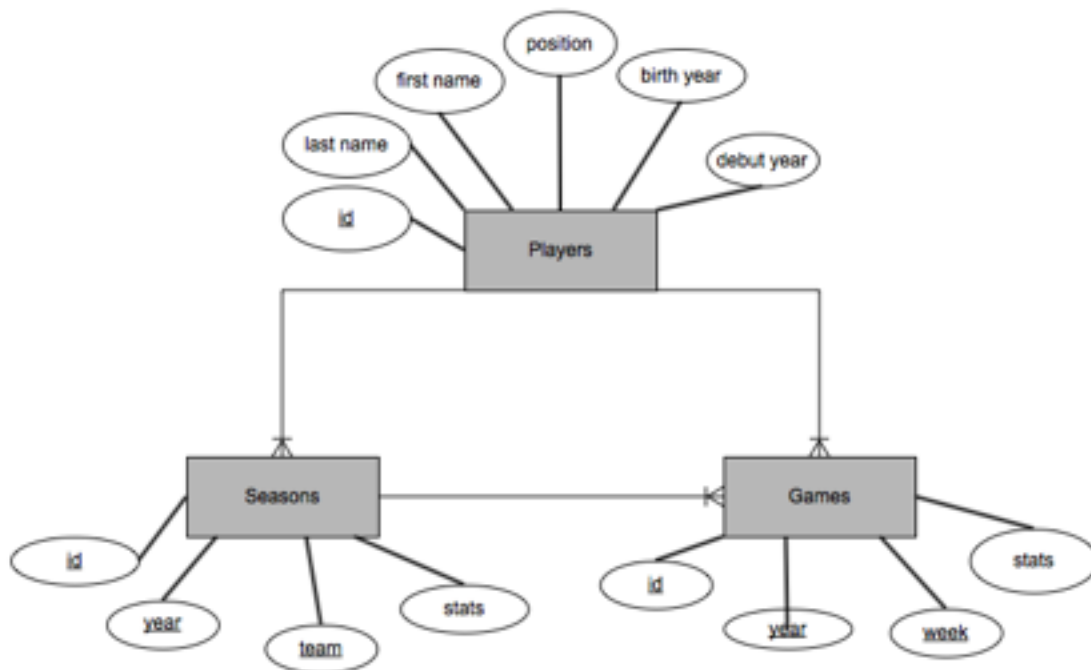 position
first name
birth year
last name
debut year
id
Players
Seasons
Games
id
year
team
stats
id
year
week
stats